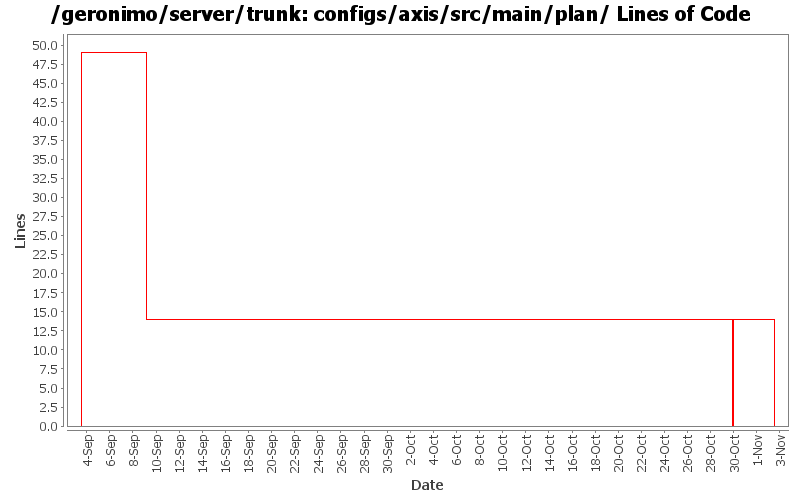 /geronimo/server/trunk: configs/axis/src/main/plan/ Lines of Code
50.0
47.5
45.0
42.5
40.0
37.5
35.0
32.5
30.0
27.5
25.0
22.5
20.0
17.5
15.0
12.5
10.0
7.5
5.0
2.5
0.0
Lines
4-Sep
6-Sep
8-Sep
10-Sep
12-Sep
14-Sep
16-Sep
18-Sep
20-Sep
22-Sep
24-Sep
26-Sep
28-Sep
30-Sep
2-Oct
4-Oct
6-Oct
8-Oct
10-Oct
12-Oct
14-Oct
16-Oct
18-Oct
20-Oct
22-Oct
24-Oct
26-Oct
28-Oct
30-Oct
1-Nov
3-Nov
Date